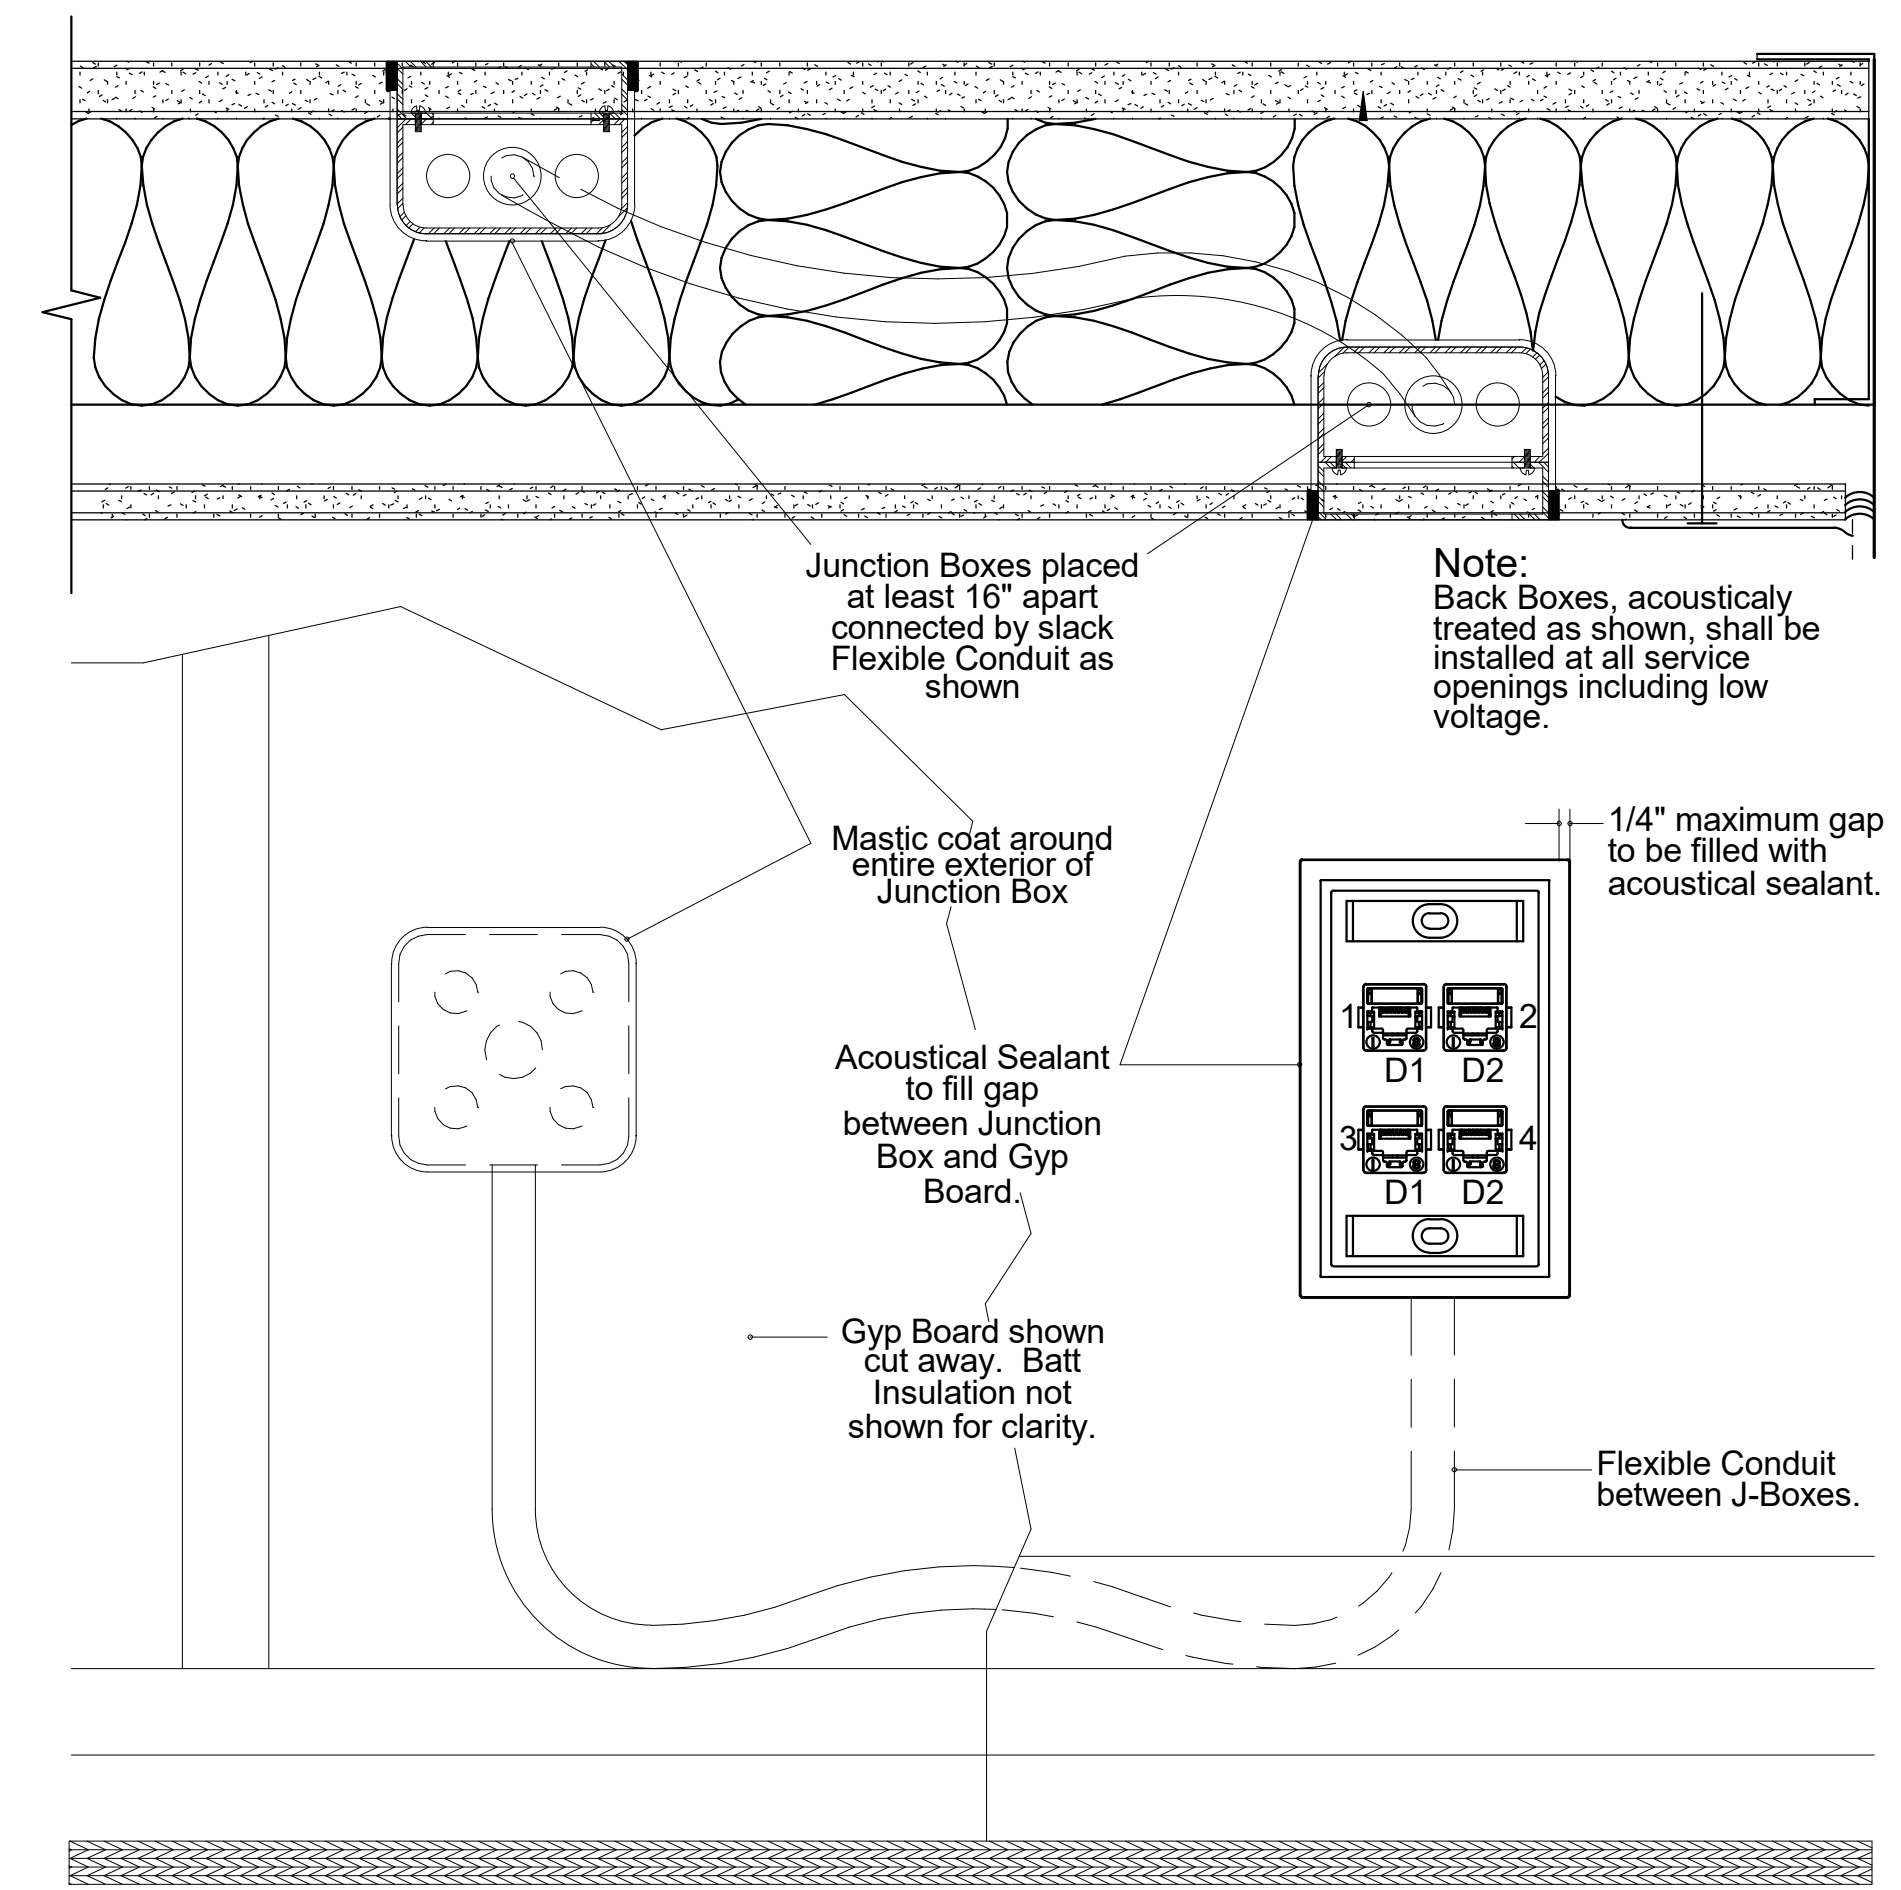 Junction Boxes placed
at least 16" apart
connected by slack
Flexible Conduit as
shown
Note:
Back Boxes, acousticaly
treated as shown, shall be
installed at all service
openings including low
voltage.
Mastic coat around
entire exterior of
Junction Box
1/4" maximum gap
to be filled with
acoustical sealant.
Acoustical Sealant
to fill gap
between Junction
Box and Gyp
Board.
1 2
D1 D2
3 4
D1 D2
Gyp Board shown
cut away. Batt
Insulation not
shown for clarity.
Flexible Conduit
between J-Boxes.